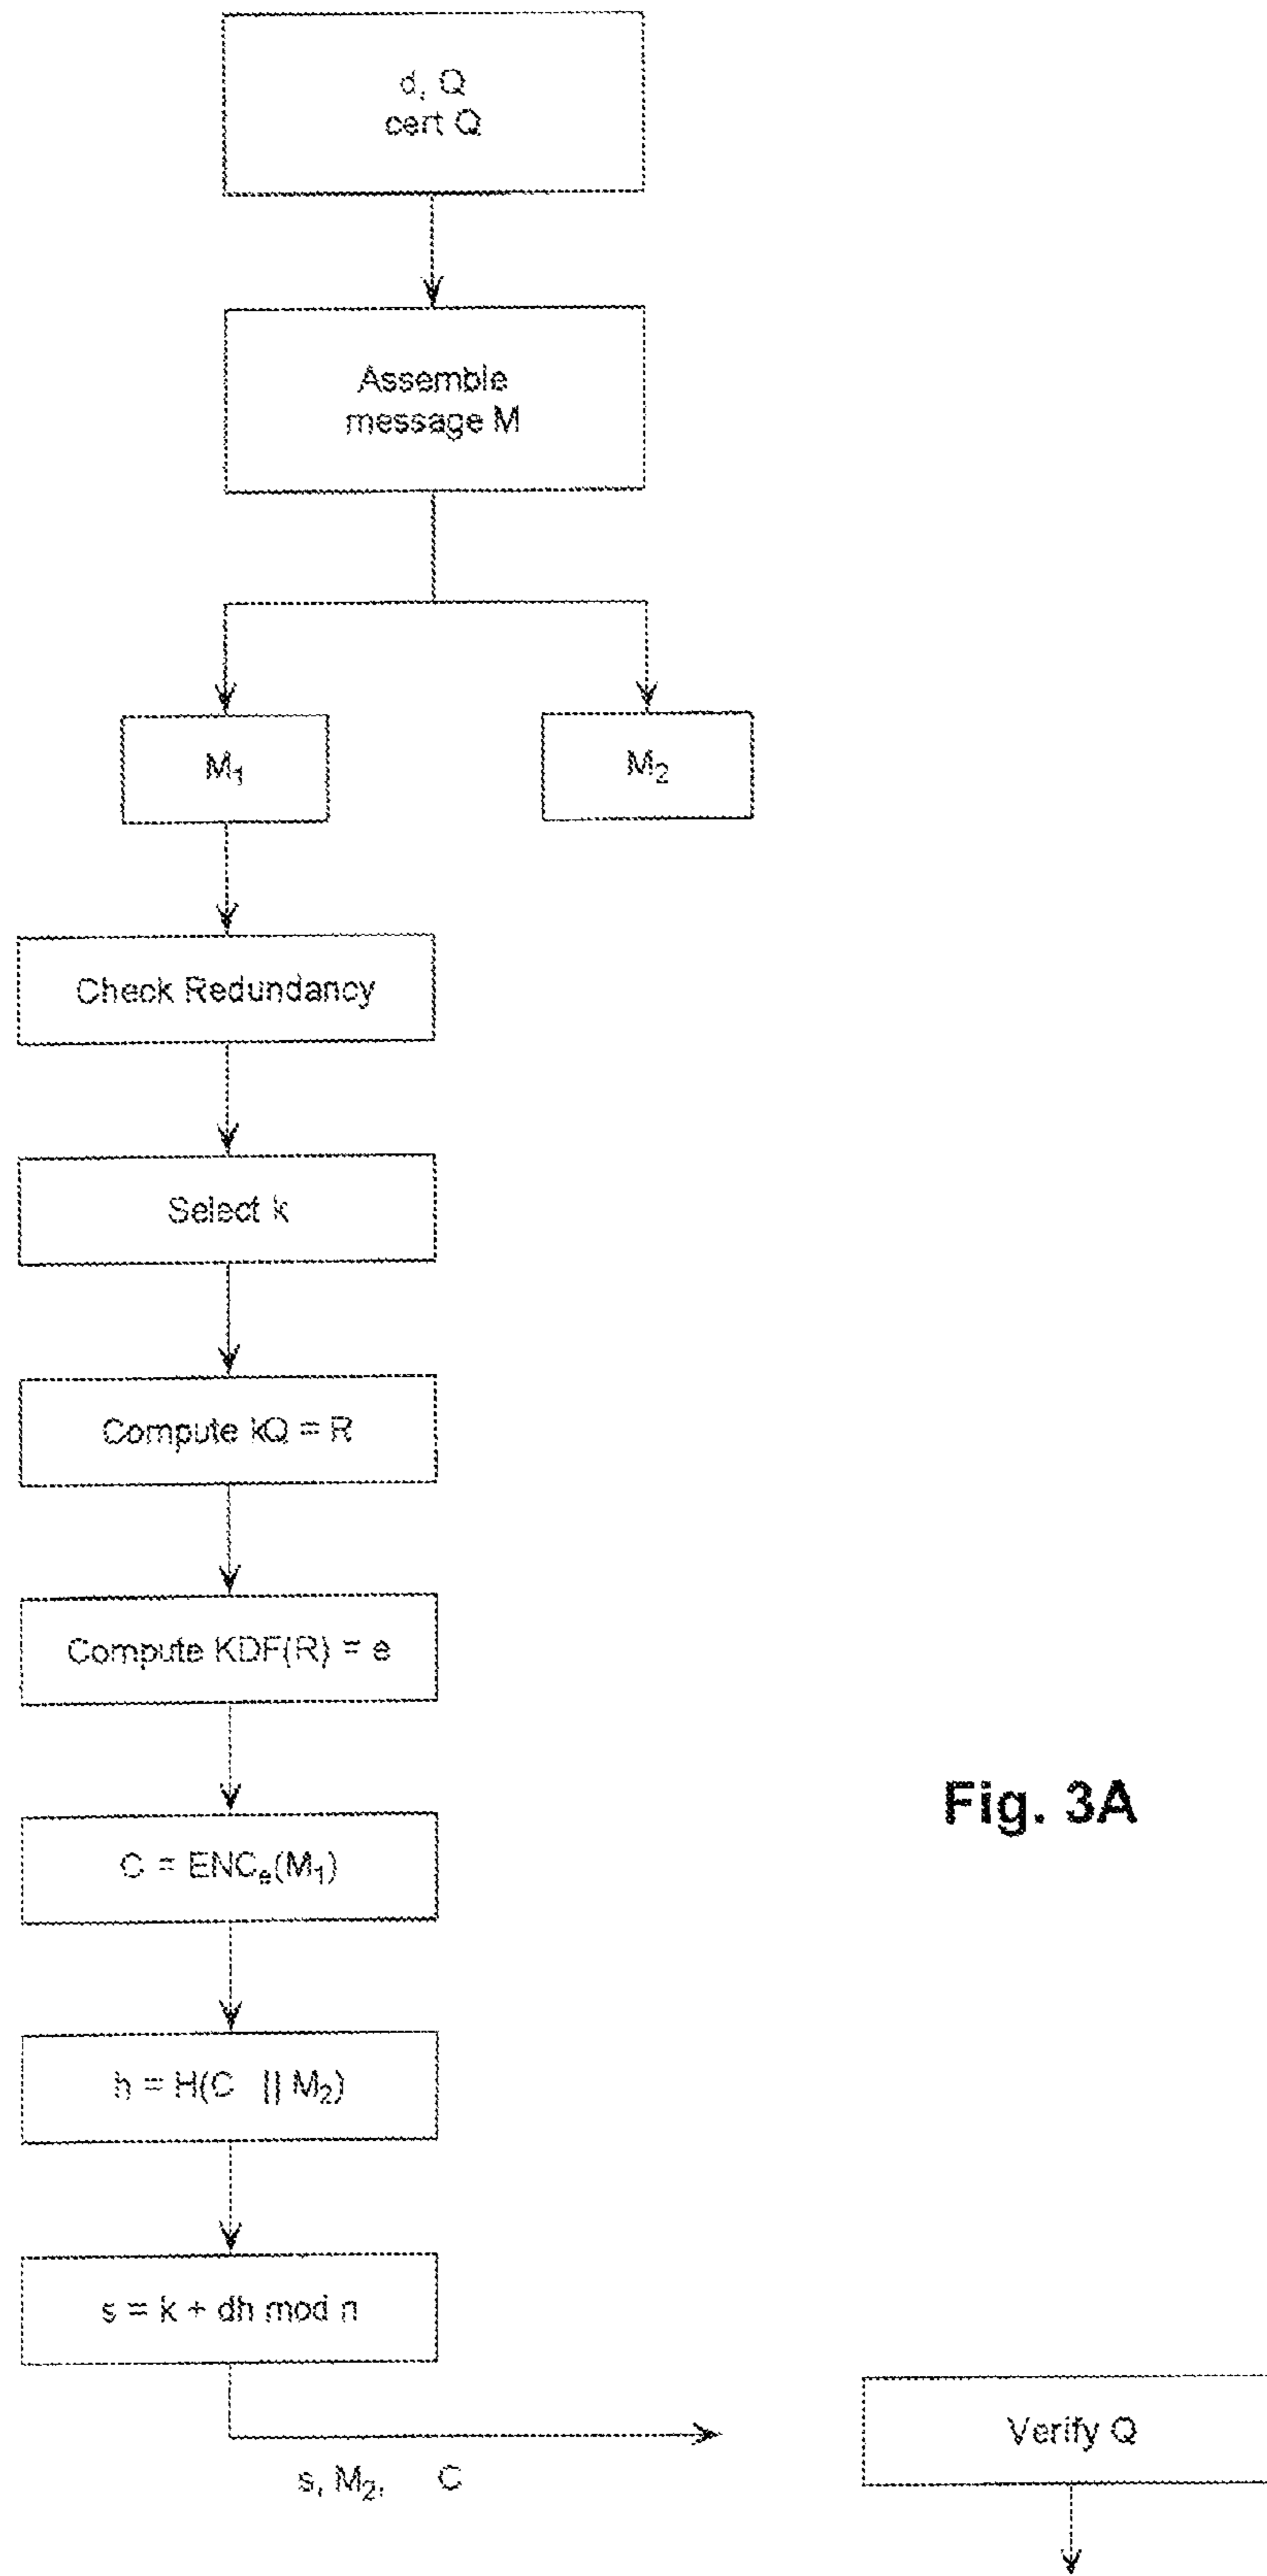 d, Q
cert Q
Assemble
message M
M₁
M₂
Check Redundancy
Select k
Compute kQ = R
Compute KDF(R) = e
C = ENCₑ(M₁)
Fig. 3A
h = H(C || M₂)
s = k + dh mod n
Verify Q
s, M₂, C